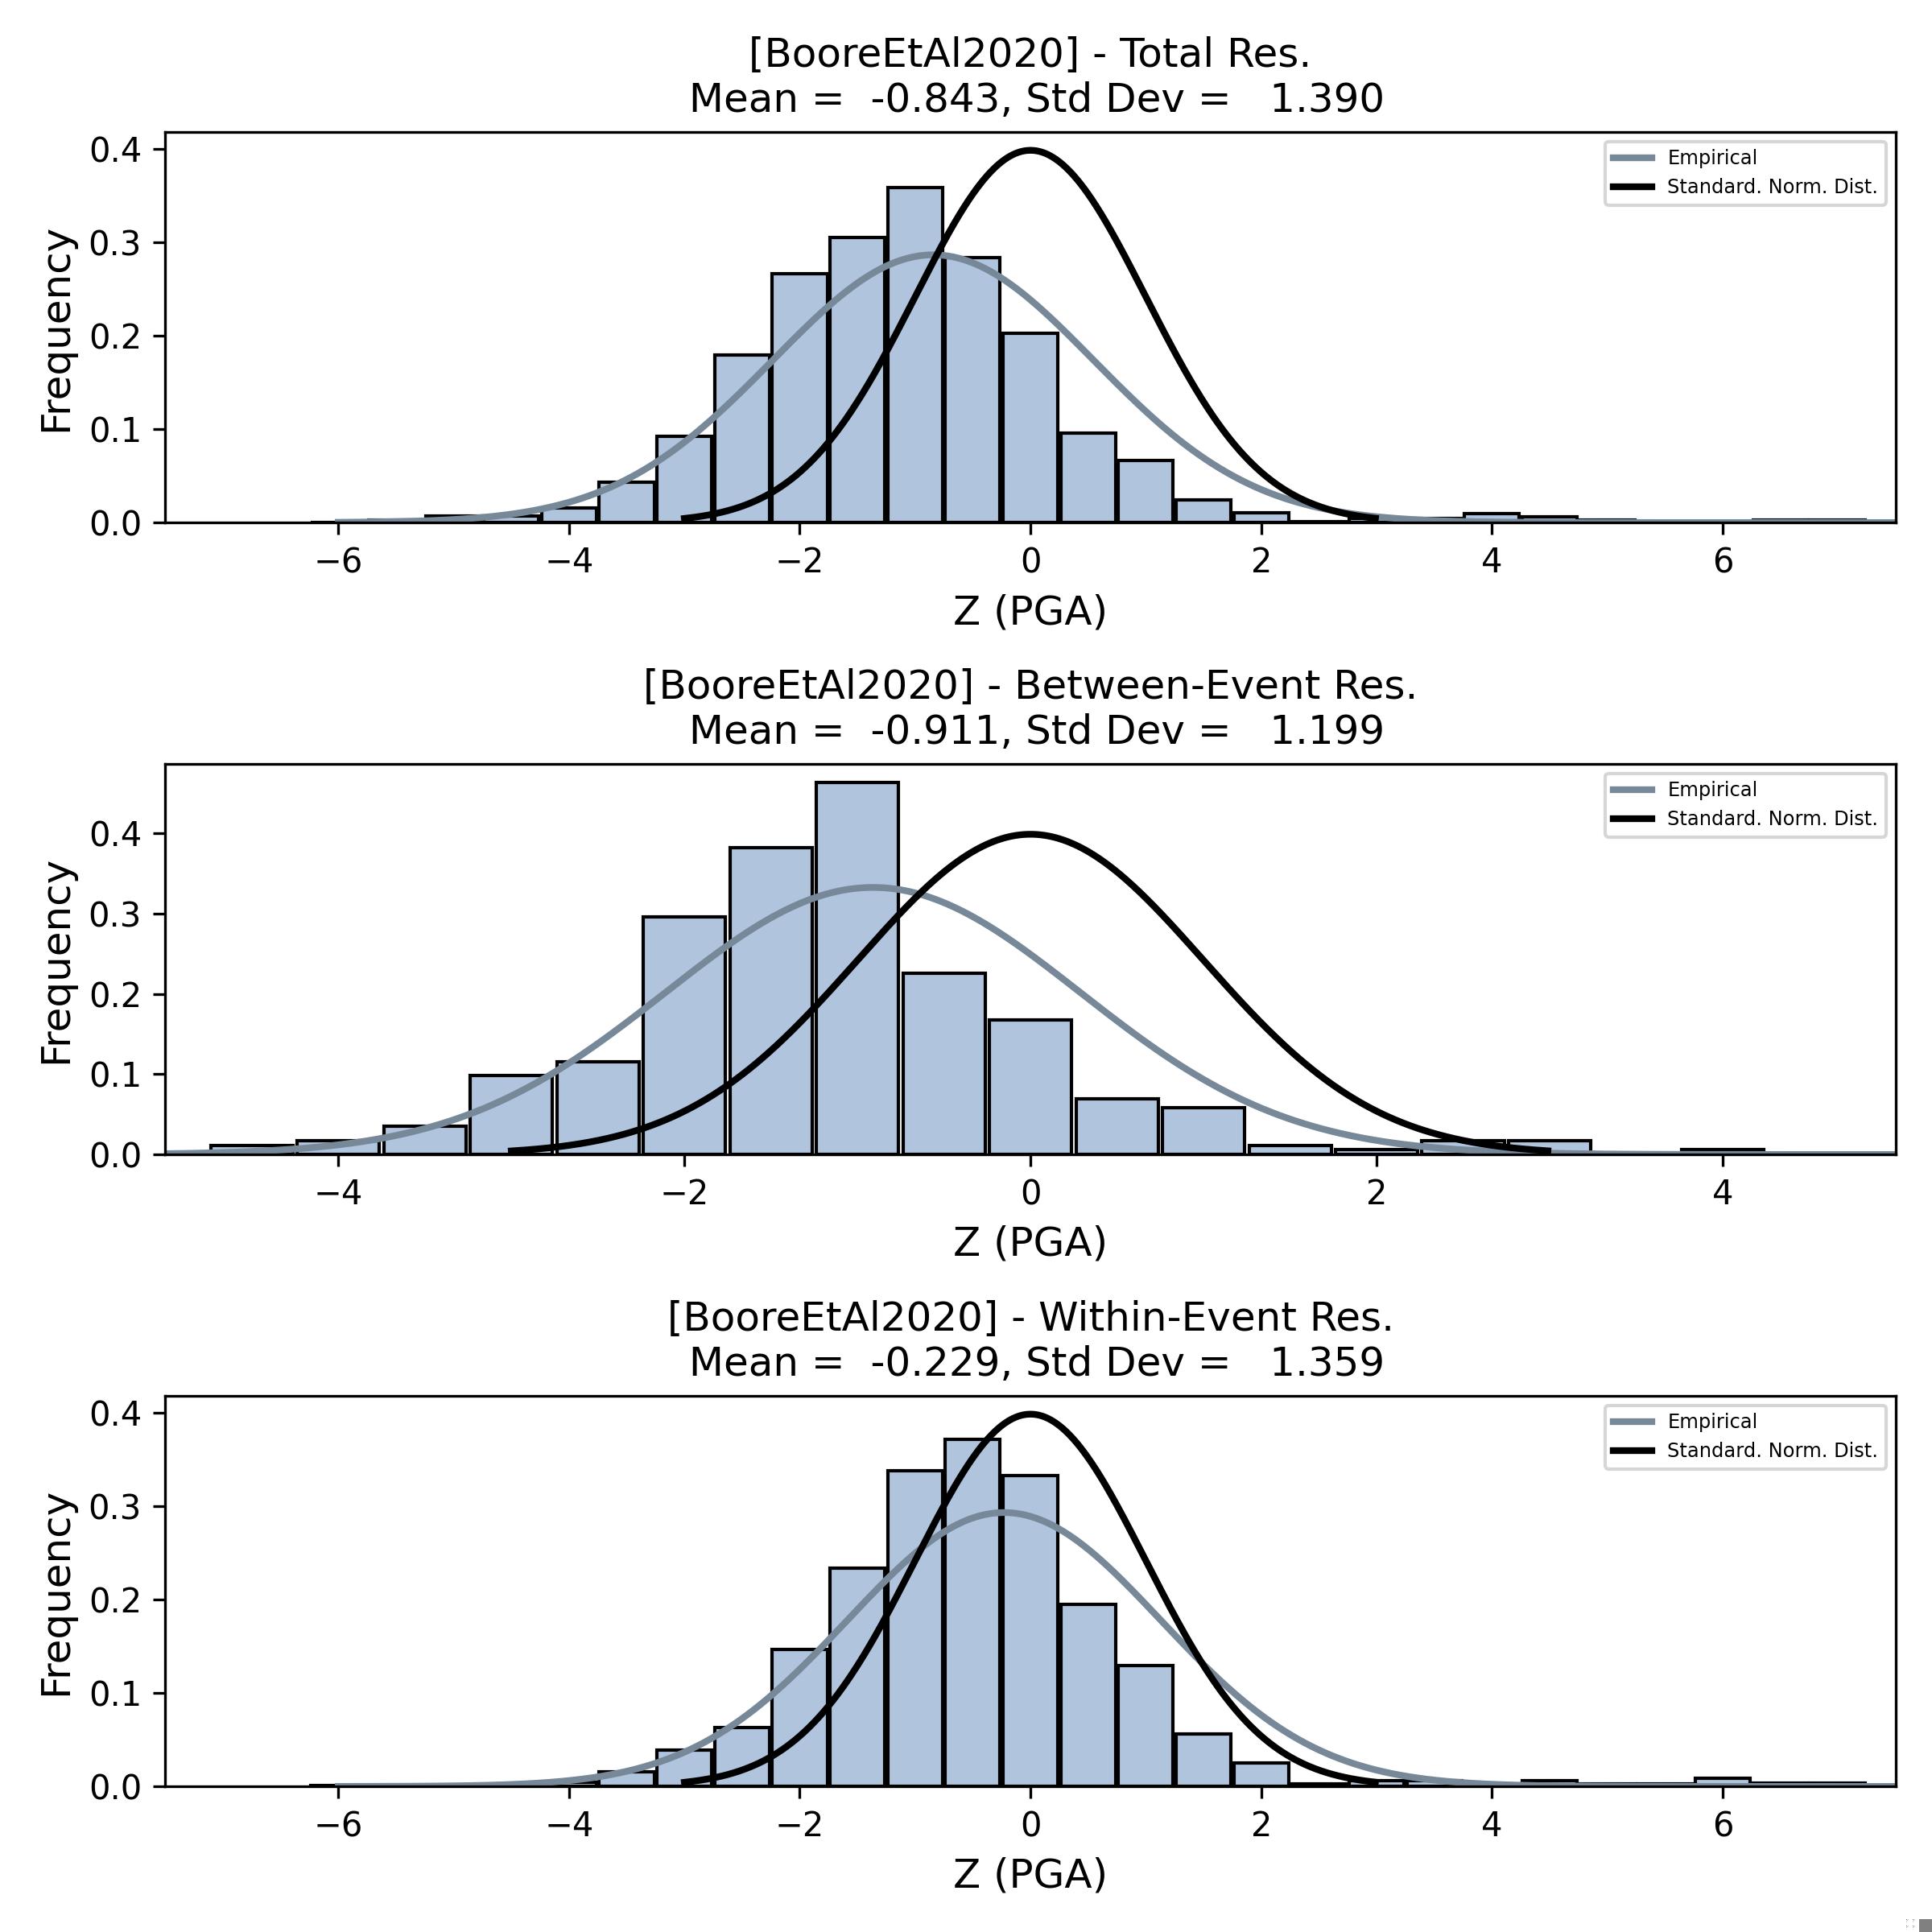 [BooreEtAl2020] - Total Res.
Mean = -0.843, Std Dev = 1.390
0.4
0.3
0.2
0.1
0.0
Frequency
Empirical
Standard. Norm. Dist.
−6 −4 −2 0 2 4 6
Z (PGA)
[BooreEtAl2020] - Between-Event Res.
Mean = -0.911, Std Dev = 1.199
0.4
0.3
0.2
0.1
0.0
Frequency
Empirical
Standard. Norm. Dist.
−4 −2 0 2 4
Z (PGA)
[BooreEtAl2020] - Within-Event Res.
Mean = -0.229, Std Dev = 1.359
0.4
0.3
0.2
0.1
0.0
Frequency
Empirical
Standard. Norm. Dist.
−6 −4 −2 0 2 4 6
Z (PGA)